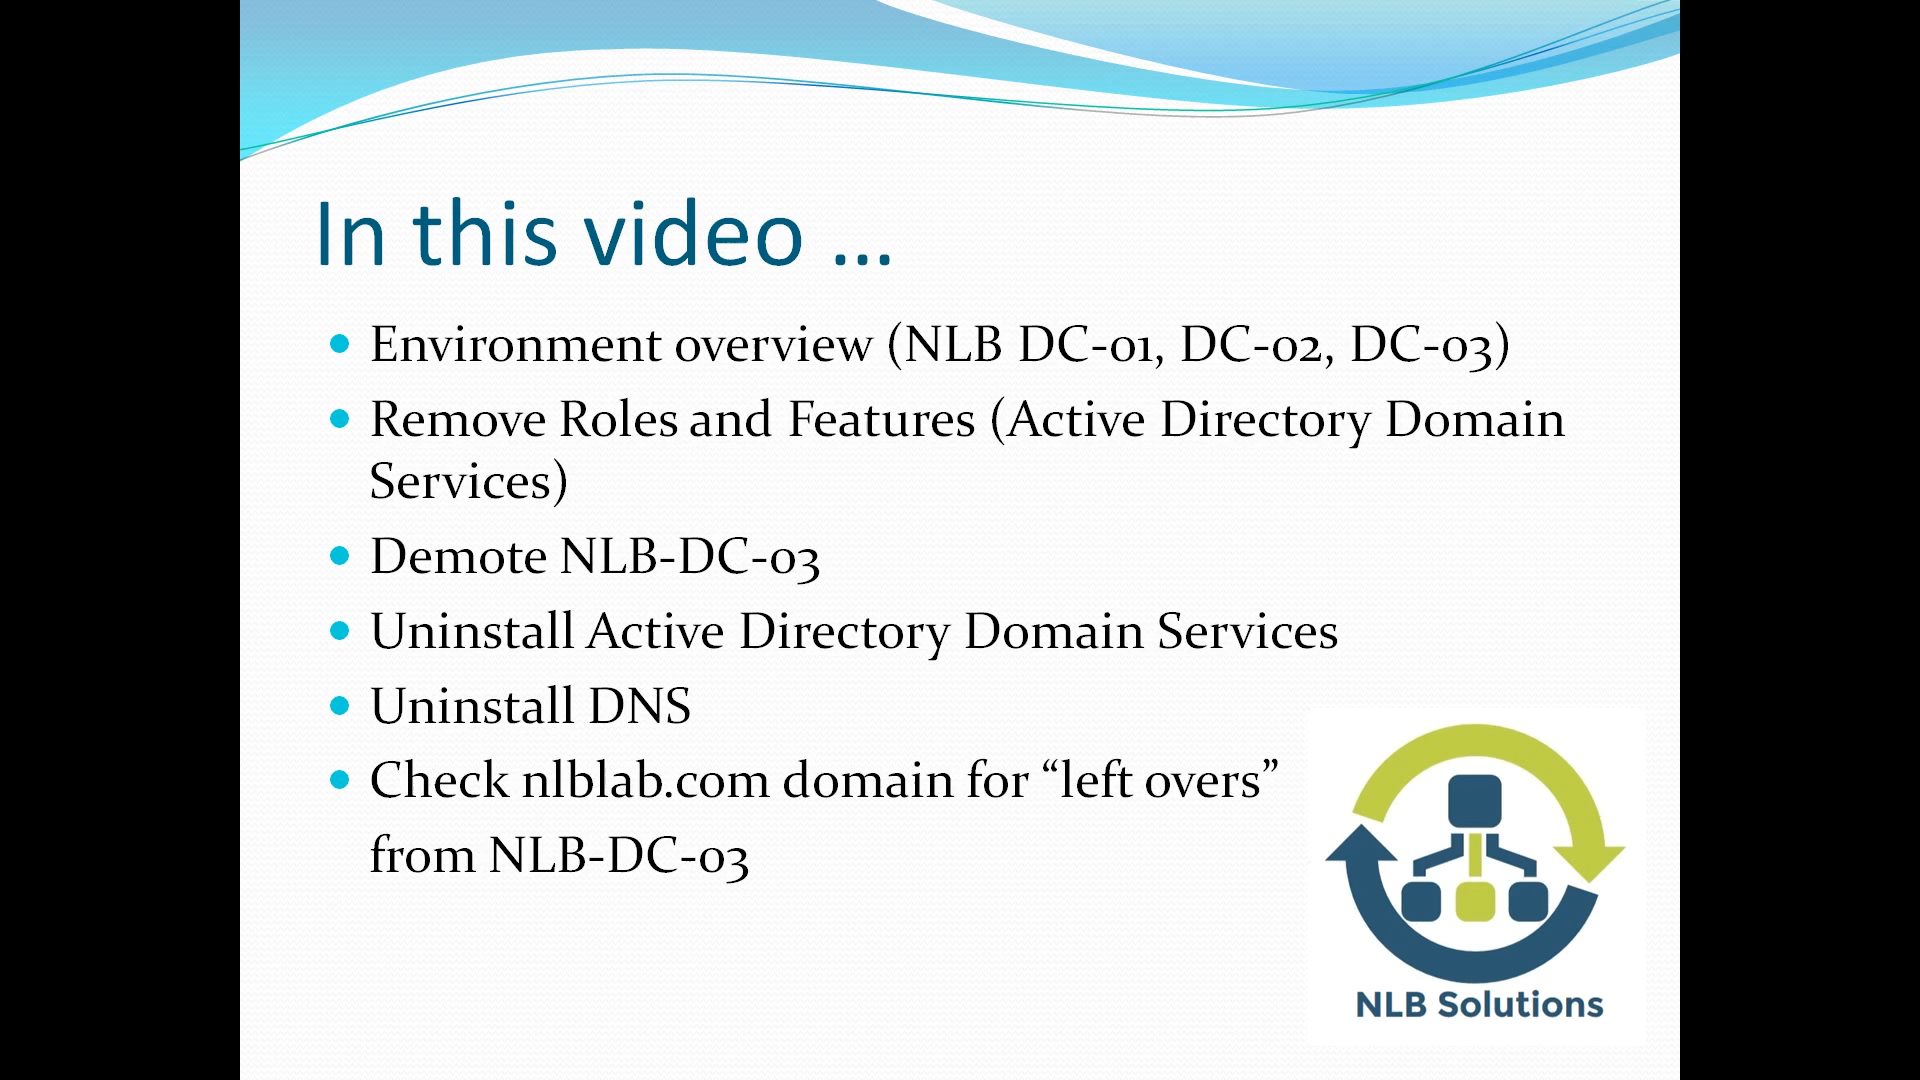 In this video ...
Environment overview (NLB DC-01, DC-02, DC-03)
Remove Roles and Features (Active Directory Domain
Services)
Demote NLB-DC-03
Uninstall Active Directory Domain Services
Uninstall DNS
Check nlblab.com domain for “left overs”
from NLB-DC-03
NLB Solutions